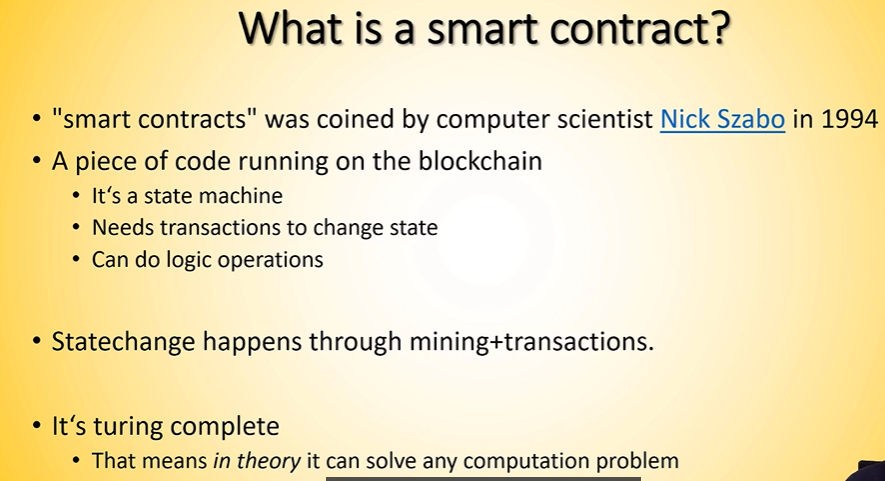 What is a smart contract?
• "smart contracts" was coined by computer scientist Nick Szabo in 1994
• A piece of code running on the blockchain
• It‘s a state machine
• Needs transactions to change state
• Can do logic operations
• Statechange happens through mining+transactions.
• It‘s turing complete
• That means in theory it can solve any computation problem